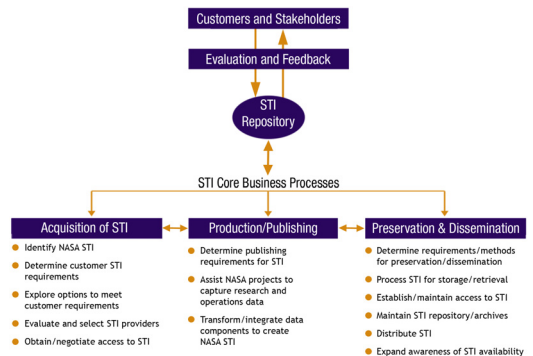 Customers and Stakeholders
Evaluation and Feedback
STI
Repository
STI Core Business Processes
Acquisition of STI
Identify NASA STI
Determine customer STI
requirements
Explore options to meet
customer requirements
Evaluate and select STI providers
Obtain/negotiate access to STI
Production/Publishing
Determine publishing
requirements for STI
Assist NASA projects to
capture research and
operations data
Transform/integrate data
components to create
NASA STI
Preservation & Dissemination
Determine requirements/methods
for preservation/dissemination
Process STI for storage/retrieval
Establish/maintain access to STI
Maintain STI repository/archives
Distribute STI
Expand awareness of STI availability